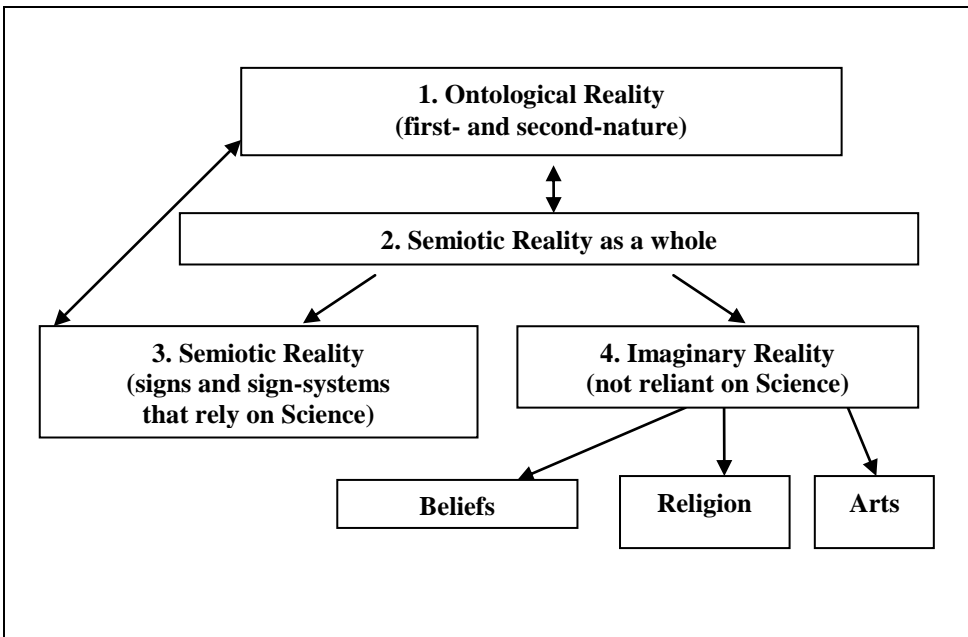 1. Ontological Reality
(first- and second-nature)
2. Semiotic Reality as a whole
3. Semiotic Reality
(signs and sign-systems
that rely on Science)
4. Imaginary Reality
(not reliant on Science)
Beliefs
Religion
Arts